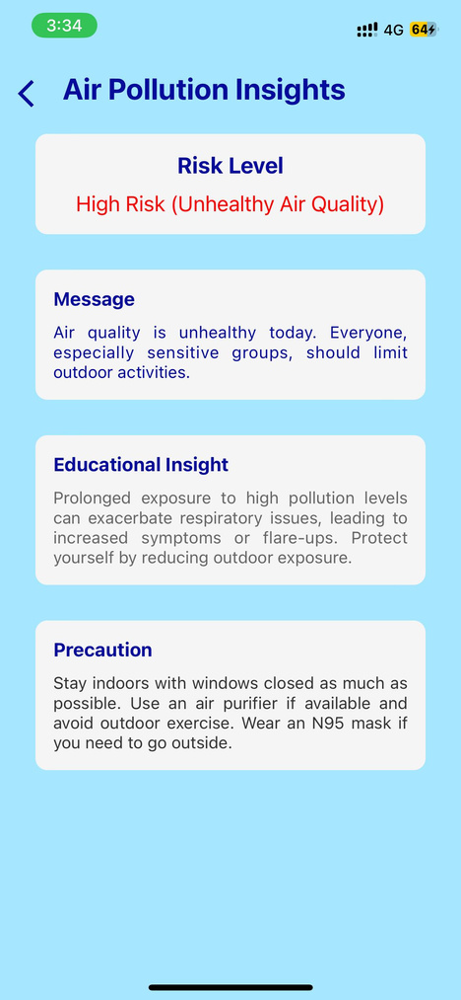 3:34
4G 64
Air Pollution Insights
Risk Level
High Risk (Unhealthy Air Quality)
Message
Air quality is unhealthy today. Everyone,
especially sensitive groups, should limit
outdoor activities.
Educational Insight
Prolonged exposure to high pollution levels
can exacerbate respiratory issues, leading to
increased symptoms or flare-ups. Protect
yourself by reducing outdoor exposure.
Precaution
Stay indoors with windows closed as much as
possible. Use an air purifier if available and
avoid outdoor exercise. Wear an N95 mask if
you need to go outside.